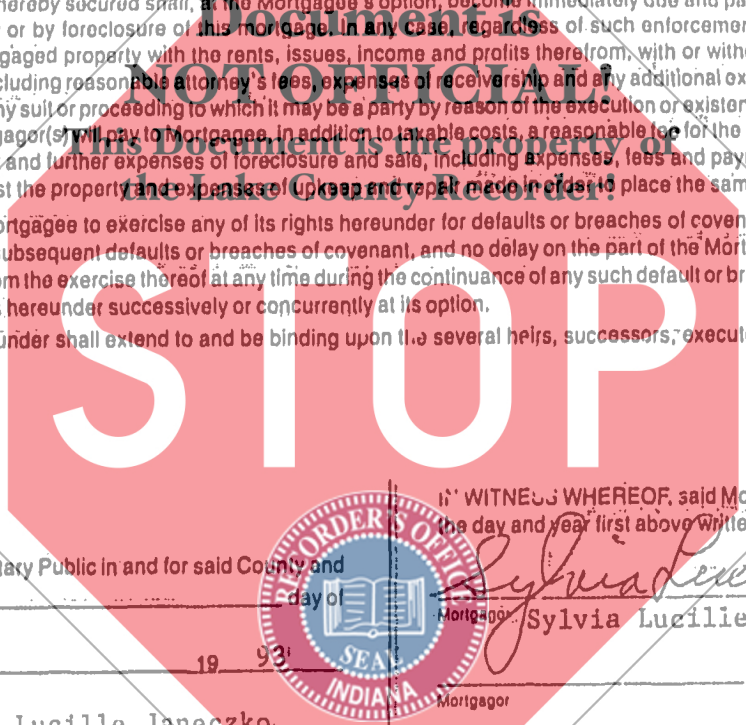 hereby secured shall, at the Mortgagee's option, become immediately due and pa
Document is
or by foreclosure of this mortgage. In any case, regardless of such enforcemen
gaged property with the rents, issues, income and profits therefrom, with or with
NOT OFFICIAL!
cluding reasonable attorney's fees, expenses of receivership and any additional ex
ny suit or proceeding to which it may be a party by reason of the execution or existen
gagor(s) will pay to Mortgagee, in addition to taxable costs, a reasonable fee for the
This Document is the property of
and further expenses of foreclosure and sale, including expenses, fees and pay
the Lake County Recorder!
st the property and expenses of upkeep and repair made in order to place the sam
ortgagee to exercise any of its rights hereunder for defaults or breaches of coven
subsequent defaults or breaches of covenant, and no delay on the part of the Mort
om the exercise thereof at any time during the continuance of any such default or br
s hereunder successively or concurrently at its option.
under shall extend to and be binding upon the several heirs, successors, execut
STOP
IN WITNESS WHEREOF, said Mo
the day and year first above writte
RECORDER'S OFFICE
tary Public in and for said County and
day of
Sylvia
Mortgagor Sylvia Lucille
SEAL
19 93
INDIANA
Mortgagor
Lucille Janeczko